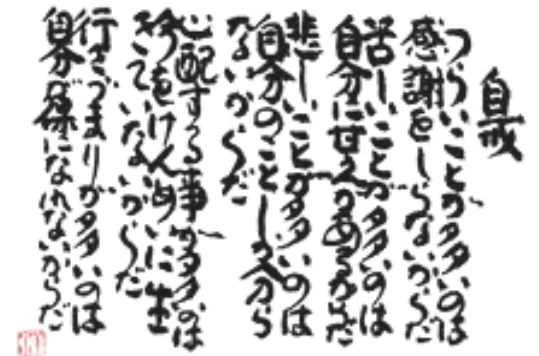 自戒
つらいことが多いのは
感謝をしらないからだ
苦しいことが多いのは
自分に甘えがあるからだ
悲しいことが多いのは
自分のことしか分ら
ないからだ
心配する事が多いのは
今をけんめいに生
きていないからだ
行きづまりが多いのは
自分が裸になれないからだ